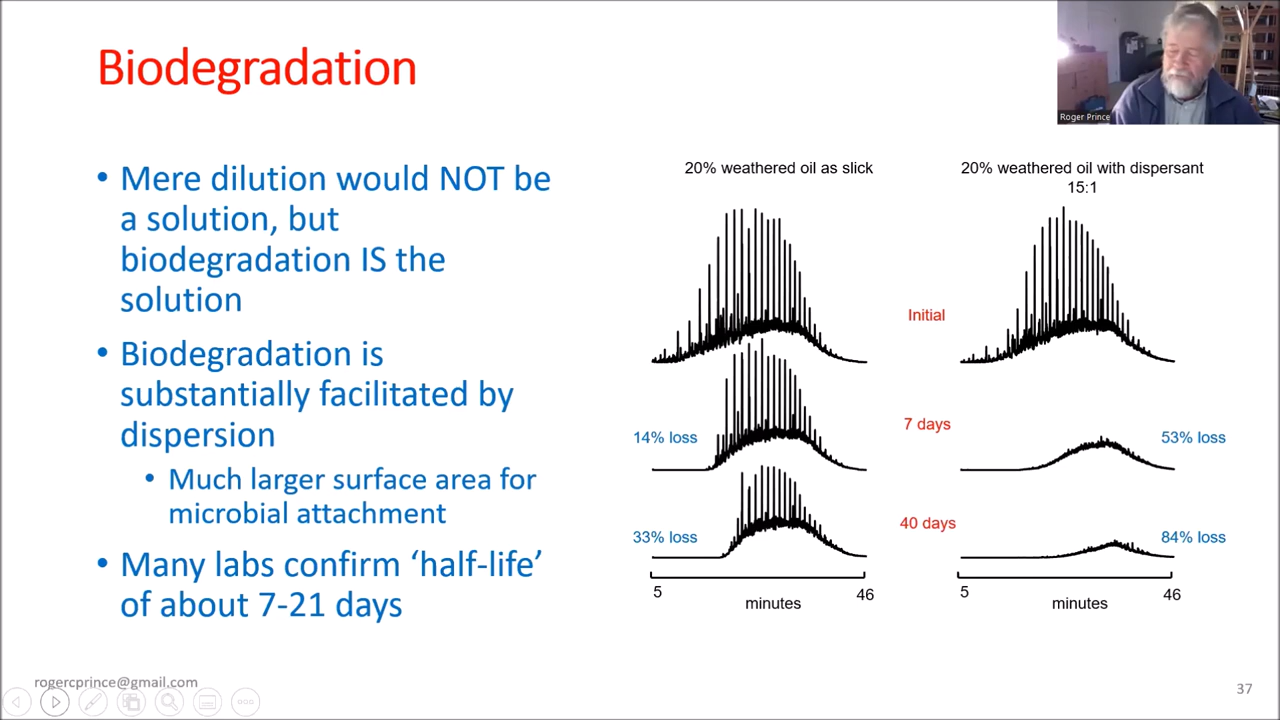 Biodegradation
Roger Prince
• Mere dilution would NOT be
a solution, but
biodegradation IS the
solution
• Biodegradation is
substantially facilitated by
dispersion
• Much larger surface area for
microbial attachment
• Many labs confirm ‘half-life’
of about 7-21 days
20% weathered oil as slick
20% weathered oil with dispersant
15:1
Initial
14% loss
7 days
53% loss
33% loss
40 days
84% loss
5
46
minutes
5
46
minutes
rogercprince@gmail.com
37